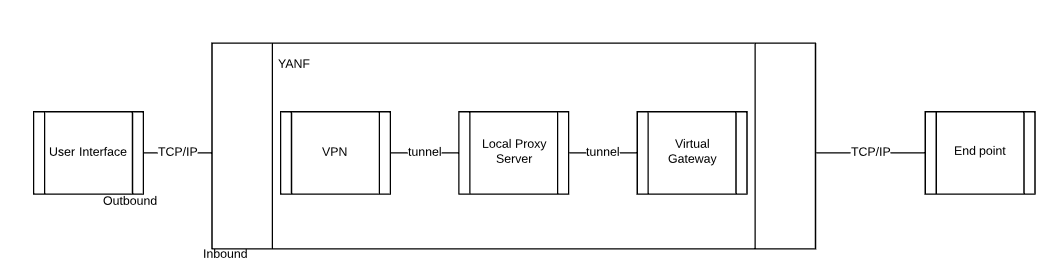 YANF
User Interface
TCP/IP
VPN
tunnel
Local Proxy
Server
tunnel
Virtual
Gateway
TCP/IP
End point
Outbound
Inbound